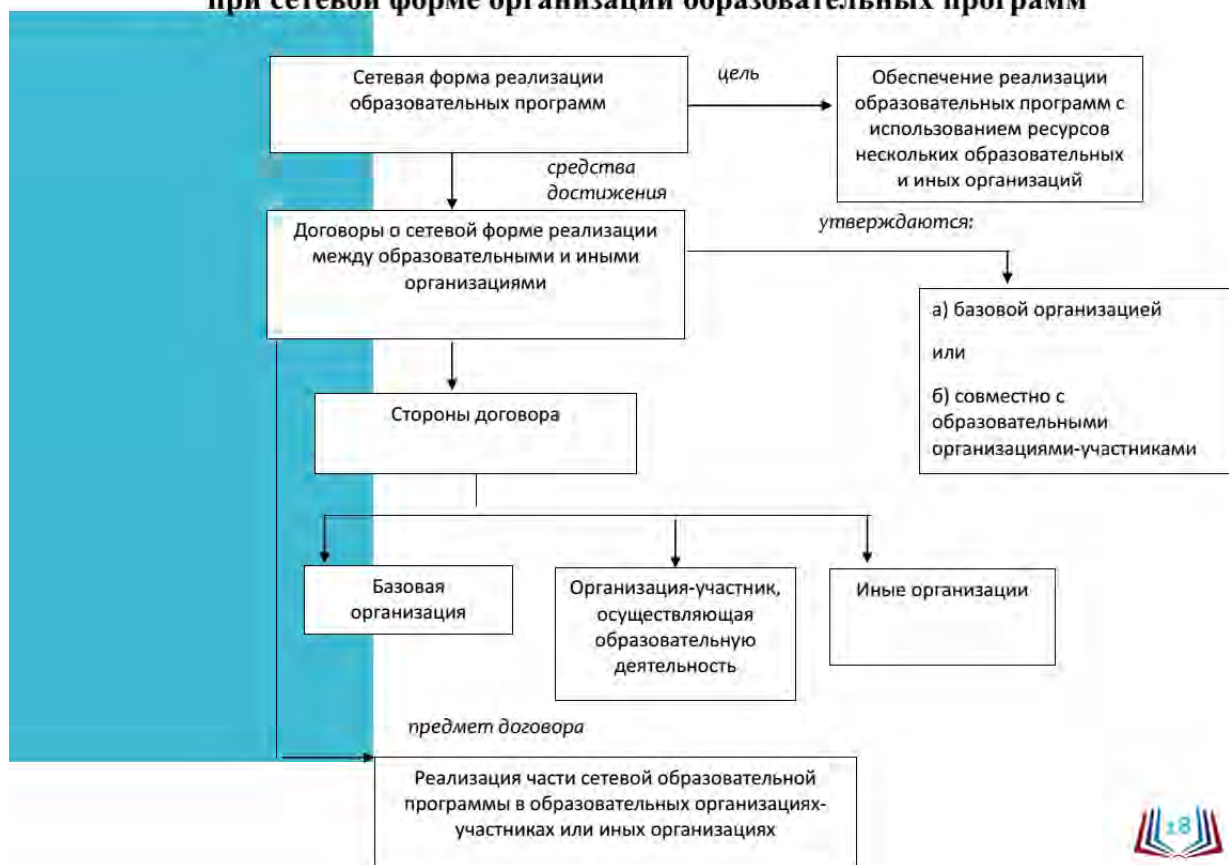 при сетевой форме организации образовательных программ
Сетевая форма реализации
образовательных программ
цель
Обеспечение реализации
образовательных программ с
использованием ресурсов
нескольких образовательных
и иных организаций
средства
достижения
Договоры о сетевой форме реализации
между образовательными и иными
организациями
утверждаются:
а) базовой организацией
или
б) совместно с
образовательными
организациями-участниками
Стороны договора
Базовая
организация
Организация-участник,
осуществляющая
образовательную
деятельность
Иные организации
предмет договора
Реализация части сетевой образовательной
программы в образовательных организациях-
участниках или иных организациях
18